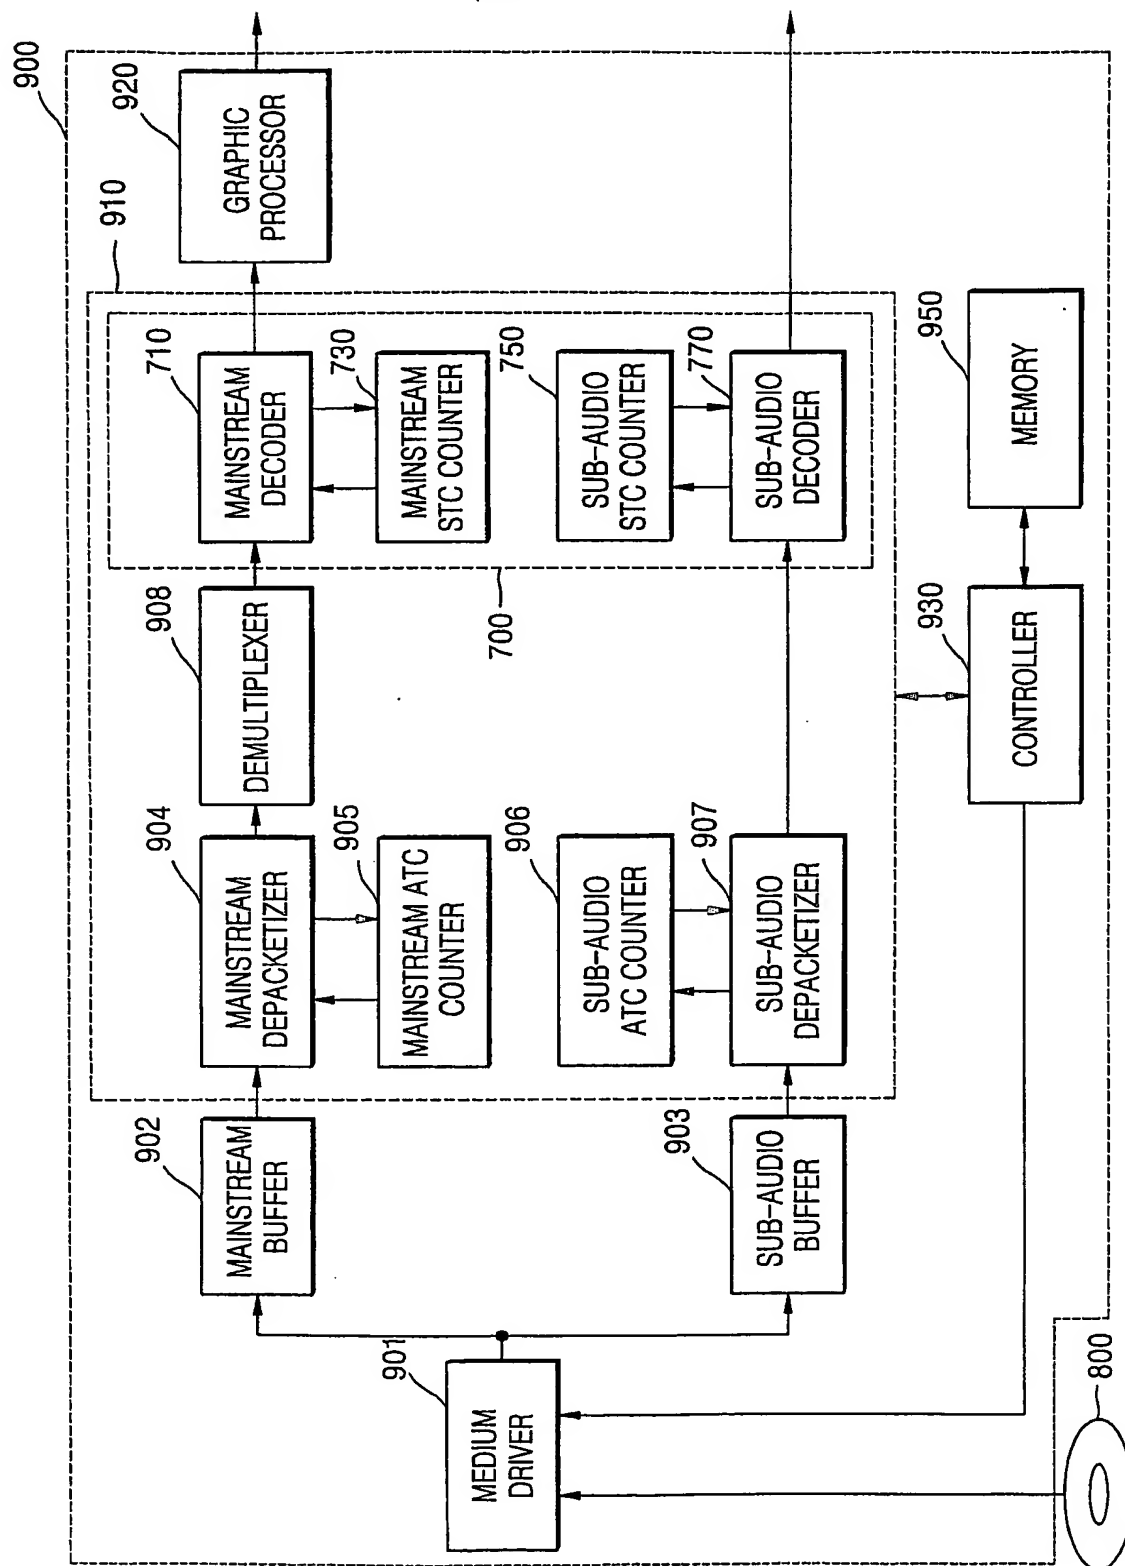 900
920
GRAPHIC
PROCESSOR
910
710
MAINSTREAM
DECODER
730
MAINSTREAM
STC COUNTER
750
SUB-AUDIO
STC COUNTER
770
SUB-AUDIO
DECODER
700
908
DEMULTIPLEXER
904
MAINSTREAM
DEPACKETIZER
905
MAINSTREAM ATC
COUNTER
906
SUB-AUDIO
ATC COUNTER
907
SUB-AUDIO
DEPACKETIZER
902
MAINSTREAM
BUFFER
903
SUB-AUDIO
BUFFER
901
MEDIUM
DRIVER
950
MEMORY
930
CONTROLLER
800